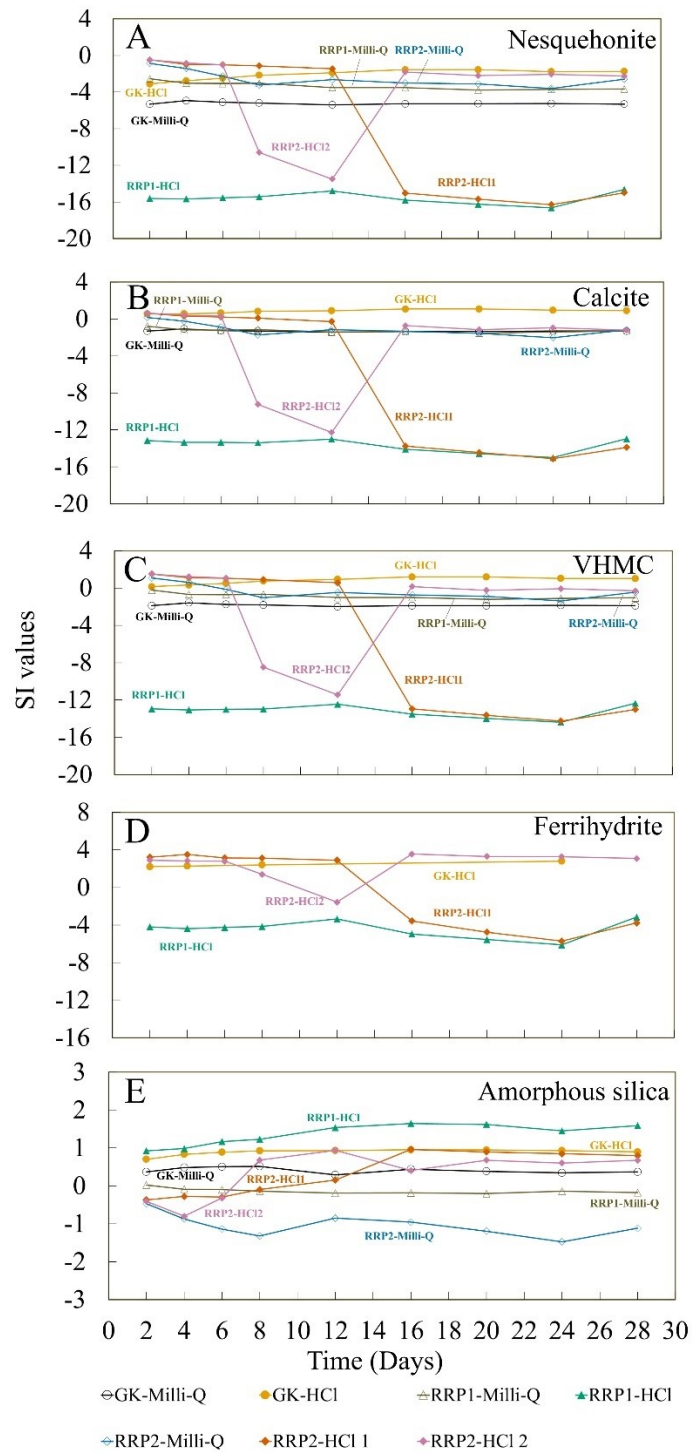 A
Nesquehonite
0
RRP1-Milli-Q
RRP2-Milli-Q
-4
GK-HCl
GK-Milli-Q
-8
RRP2-HCl2
-12
RRP2-HCl1
-16
RRP1-HCl
-20
4
B
RRP1-Milli-Q
GK-HCl
Calcite
0
GK-Milli-Q
RRP2-Milli-Q
-4
-8
RRP2-HCl2
RRP2-HCl1
-12
RRP1-HCl
-16
-20
4
C
GK-HCl
VHMC
0
GK-Milli-Q
RRP1-Milli-Q
RRP2-Milli-Q
-4
-8
RRP2-HCl2
RRP2-HCl1
-12
RRP1-HCl
-16
-20
SI values
8
D
Ferrihydrite
4
GK-HCl
0
RRP2-HCl2
RRP2-HCl1
-4
RRP1-HCl
-8
-12
-16
3
E
Amorphous silica
2
RRP1-HCl
1
GK-HCl
GK-Milli-Q
RRP2-HCl1
0
RRP1-Milli-Q
RRP2-HCl2
-1
RRP2-Milli-Q
-2
-3
0 2 4 6 8 12 16 20 24 28 30
Time (Days)
GK-Milli-Q GK-HCl RRP1-Milli-Q RRP1-HCl
RRP2-Milli-Q RRP2-HCl 1 RRP2-HCl 2